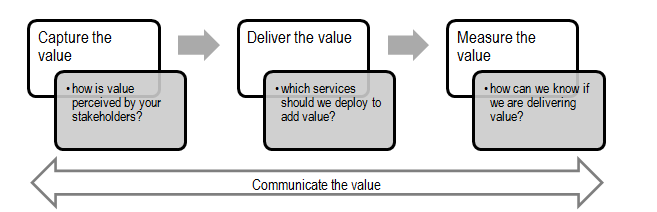 Capture the
value
• how is value
perceived by your
stakeholders?
Deliver the value
• which services
should we deploy to
add value?
Measure the
value
• how can we know if
we are delivering
value?
Communicate the value